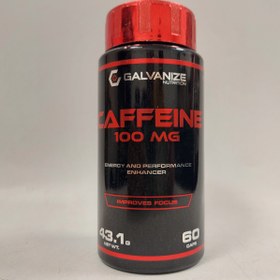 GALVANIZE
NUTRITION
CAFFEINE
100 MG
ENERGY AND PERFORMANCE
ENHANCER
IMPROVES FOCUS
43.1g
NET WT.
60
CAPS